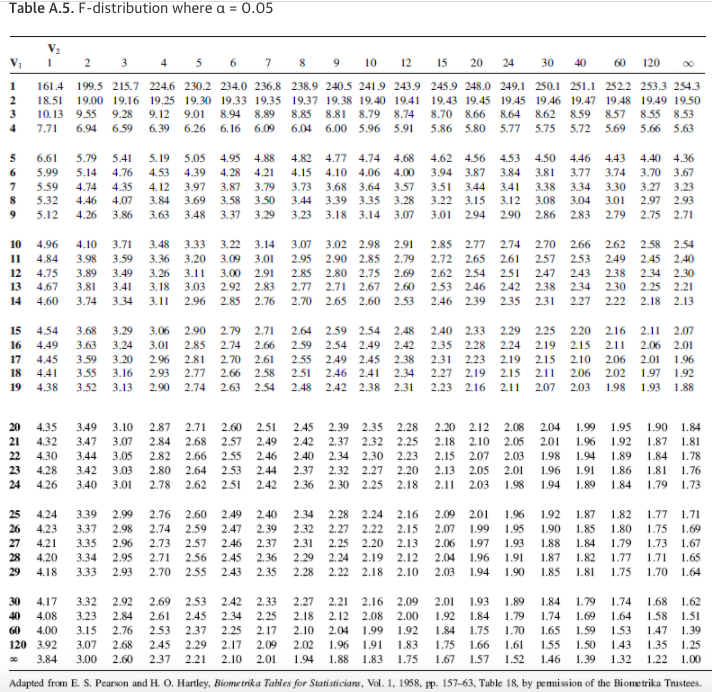 Table A.5. F-distribution where α = 0.05
V₂
V₁ 1 2 3 4 5 6 7 8 9 10 12 15 20 24 30 40 60 120 ∞
1 161.4 199.5 215.7 224.6 230.2 234.0 236.8 238.9 240.5 241.9 243.9 245.9 248.0 249.1 250.1 251.1 252.2 253.3 254.3
2 18.51 19.00 19.16 19.25 19.30 19.33 19.35 19.37 19.38 19.40 19.41 19.43 19.45 19.45 19.46 19.47 19.48 19.49 19.50
3 10.13 9.55 9.28 9.12 9.01 8.94 8.89 8.85 8.81 8.79 8.74 8.70 8.66 8.64 8.62 8.59 8.57 8.55 8.53
4 7.71 6.94 6.59 6.39 6.26 6.16 6.09 6.04 6.00 5.96 5.91 5.86 5.80 5.77 5.75 5.72 5.69 5.66 5.63
5 6.61 5.79 5.41 5.19 5.05 4.95 4.88 4.82 4.77 4.74 4.68 4.62 4.56 4.53 4.50 4.46 4.43 4.40 4.36
6 5.99 5.14 4.76 4.53 4.39 4.28 4.21 4.15 4.10 4.06 4.00 3.94 3.87 3.84 3.81 3.77 3.74 3.70 3.67
7 5.59 4.74 4.35 4.12 3.97 3.87 3.79 3.73 3.68 3.64 3.57 3.51 3.44 3.41 3.38 3.34 3.30 3.27 3.23
8 5.32 4.46 4.07 3.84 3.69 3.58 3.50 3.44 3.39 3.35 3.28 3.22 3.15 3.12 3.08 3.04 3.01 2.97 2.93
9 5.12 4.26 3.86 3.63 3.48 3.37 3.29 3.23 3.18 3.14 3.07 3.01 2.94 2.90 2.86 2.83 2.79 2.75 2.71
10 4.96 4.10 3.71 3.48 3.33 3.22 3.14 3.07 3.02 2.98 2.91 2.85 2.77 2.74 2.70 2.66 2.62 2.58 2.54
11 4.84 3.98 3.59 3.36 3.20 3.09 3.01 2.95 2.90 2.85 2.79 2.72 2.65 2.61 2.57 2.53 2.49 2.45 2.40
12 4.75 3.89 3.49 3.26 3.11 3.00 2.91 2.85 2.80 2.75 2.69 2.62 2.54 2.51 2.47 2.43 2.38 2.34 2.30
13 4.67 3.81 3.41 3.18 3.03 2.92 2.83 2.77 2.71 2.67 2.60 2.53 2.46 2.42 2.38 2.34 2.30 2.25 2.21
14 4.60 3.74 3.34 3.11 2.96 2.85 2.76 2.70 2.65 2.60 2.53 2.46 2.39 2.35 2.31 2.27 2.22 2.18 2.13
15 4.54 3.68 3.29 3.06 2.90 2.79 2.71 2.64 2.59 2.54 2.48 2.40 2.33 2.29 2.25 2.20 2.16 2.11 2.07
16 4.49 3.63 3.24 3.01 2.85 2.74 2.66 2.59 2.54 2.49 2.42 2.35 2.28 2.24 2.19 2.15 2.11 2.06 2.01
17 4.45 3.59 3.20 2.96 2.81 2.70 2.61 2.55 2.49 2.45 2.38 2.31 2.23 2.19 2.15 2.10 2.06 2.01 1.96
18 4.41 3.55 3.16 2.93 2.77 2.66 2.58 2.51 2.46 2.41 2.34 2.27 2.19 2.15 2.11 2.06 2.02 1.97 1.92
19 4.38 3.52 3.13 2.90 2.74 2.63 2.54 2.48 2.42 2.38 2.31 2.23 2.16 2.11 2.07 2.03 1.98 1.93 1.88
20 4.35 3.49 3.10 2.87 2.71 2.60 2.51 2.45 2.39 2.35 2.28 2.20 2.12 2.08 2.04 1.99 1.95 1.90 1.84
21 4.32 3.47 3.07 2.84 2.68 2.57 2.49 2.42 2.37 2.32 2.25 2.18 2.10 2.05 2.01 1.96 1.92 1.87 1.81
22 4.30 3.44 3.05 2.82 2.66 2.55 2.46 2.40 2.34 2.30 2.23 2.15 2.07 2.03 1.98 1.94 1.89 1.84 1.78
23 4.28 3.42 3.03 2.80 2.64 2.53 2.44 2.37 2.32 2.27 2.20 2.13 2.05 2.01 1.96 1.91 1.86 1.81 1.76
24 4.26 3.40 3.01 2.78 2.62 2.51 2.42 2.36 2.30 2.25 2.18 2.11 2.03 1.98 1.94 1.89 1.84 1.79 1.73
25 4.24 3.39 2.99 2.76 2.60 2.49 2.40 2.34 2.28 2.24 2.16 2.09 2.01 1.96 1.92 1.87 1.82 1.77 1.71
26 4.23 3.37 2.98 2.74 2.59 2.47 2.39 2.32 2.27 2.22 2.15 2.07 1.99 1.95 1.90 1.85 1.80 1.75 1.69
27 4.21 3.35 2.96 2.73 2.57 2.46 2.37 2.31 2.25 2.20 2.13 2.06 1.97 1.93 1.88 1.84 1.79 1.73 1.67
28 4.20 3.34 2.95 2.71 2.56 2.45 2.36 2.29 2.24 2.19 2.12 2.04 1.96 1.91 1.87 1.82 1.77 1.71 1.65
29 4.18 3.33 2.93 2.70 2.55 2.43 2.35 2.28 2.22 2.18 2.10 2.03 1.94 1.90 1.85 1.81 1.75 1.70 1.64
30 4.17 3.32 2.92 2.69 2.53 2.42 2.33 2.27 2.21 2.16 2.09 2.01 1.93 1.89 1.84 1.79 1.74 1.68 1.62
40 4.08 3.23 2.84 2.61 2.45 2.34 2.25 2.18 2.12 2.08 2.00 1.92 1.84 1.79 1.74 1.69 1.64 1.58 1.51
60 4.00 3.15 2.76 2.53 2.37 2.25 2.17 2.10 2.04 1.99 1.92 1.84 1.75 1.70 1.65 1.59 1.53 1.47 1.39
120 3.92 3.07 2.68 2.45 2.29 2.17 2.09 2.02 1.96 1.91 1.83 1.75 1.66 1.61 1.55 1.50 1.43 1.35 1.25
∞ 3.84 3.00 2.60 2.37 2.21 2.10 2.01 1.94 1.88 1.83 1.75 1.67 1.57 1.52 1.46 1.39 1.32 1.22 1.00
Adapted from E. S. Pearson and H. O. Hartley, Biometrika Tables for Statisticians, Vol. 1, 1958, pp. 157–63, Table 18, by permission of the Biometrika Trustees.